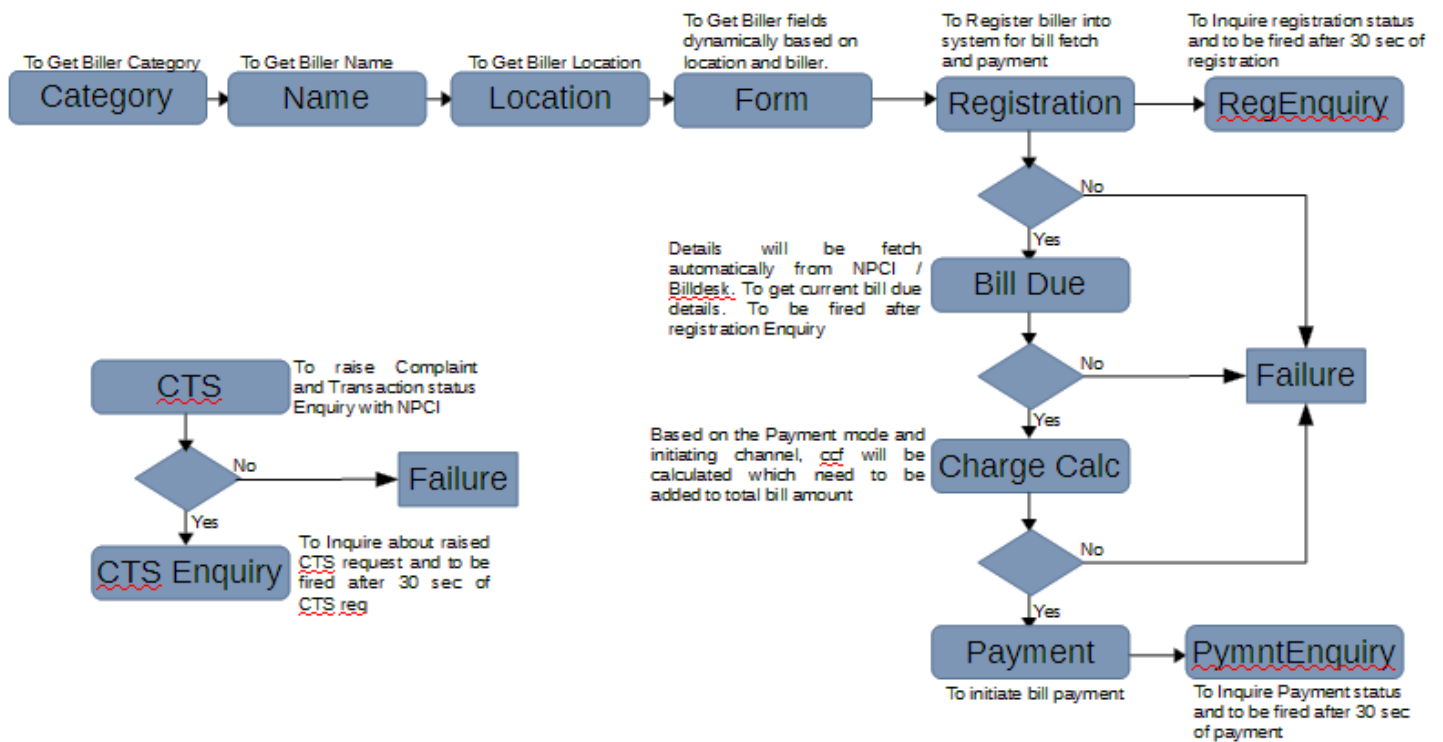 To Get Biller Category
Category
To Get Biller Name
Name
To Get Biller Location
Location
To Get Biller fields
dynamically based on
location and biller.
Form
To Register biller into
system for bill fetch
and payment
Registration
To Inquire registration status
and to be fired after 30 sec of
registration
RegEnquiry
No
Yes
Details will be fetch
automatically from NPCI /
Billdesk. To get current bill due
details. To be fired after
registration Enquiry
Bill Due
No
Failure
Yes
Based on the Payment mode and
initiating channel, ccf will be
calculated which need to be
added to total bill amount
Charge Calc
No
Yes
Payment
To initiate bill payment
PymntEnquiry
To Inquire Payment status
and to be fired after 30 sec
of payment
CTS
To raise Complaint
and Transaction status
Enquiry with NPCI
No
Failure
Yes
CTS Enquiry
To Inquire about raised
CTS request and to be
fired after 30 sec of
CTS reg